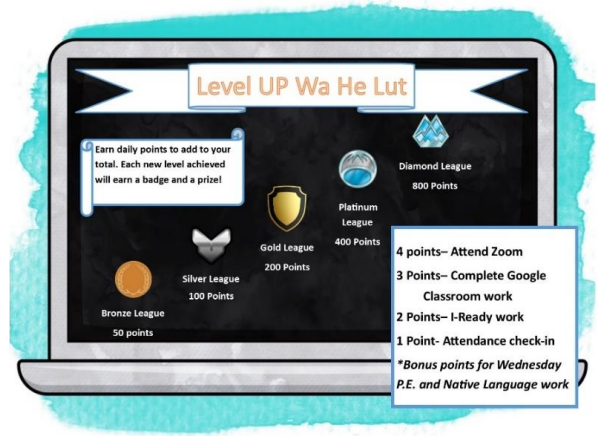 Level UP Wa He Lut
Earn daily points to add to your
total. Each new level achieved
will earn a badge and a prize!
Diamond League
800 Points
Platinum
League
400 Points
Gold League
200 Points
Silver League
100 Points
Bronze League
50 points
4 points– Attend Zoom
3 Points– Complete Google
Classroom work
2 Points– I-Ready work
1 Point- Attendance check-in
*Bonus points for Wednesday
P.E. and Native Language work